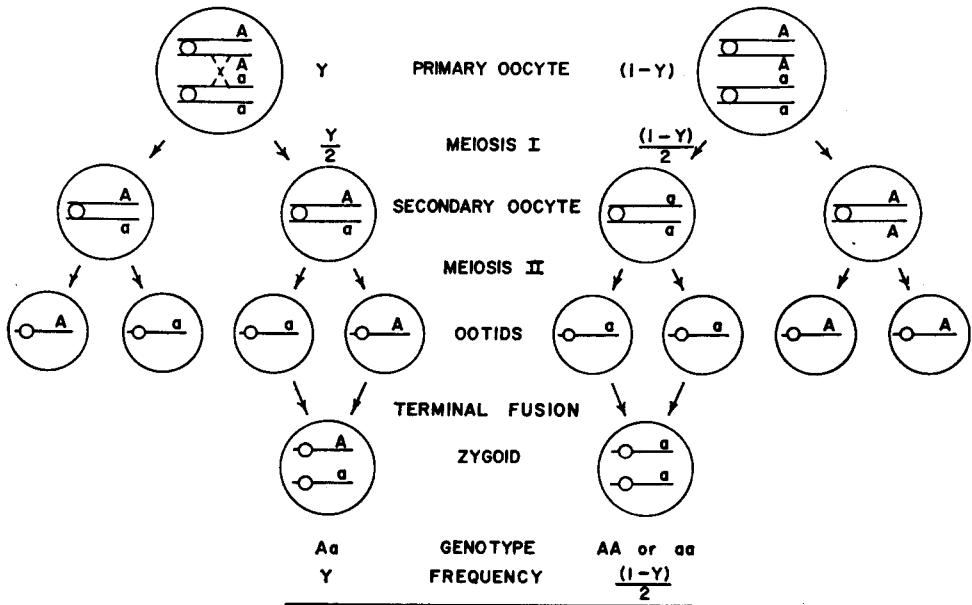 A A
Y PRIMARY OOCYTE (1-Y)
A A
a a
a a
Y/2 MEIOSIS I (1-Y)/2
A A a A
SECONDARY OOCYTE
a a a A
MEIOSIS II
A a a A OOTIDS a a A A
TERMINAL FUSION
A a
ZYGOID
a a
Aa GENOTYPE AA or aa
Y FREQUENCY (1-Y)/2